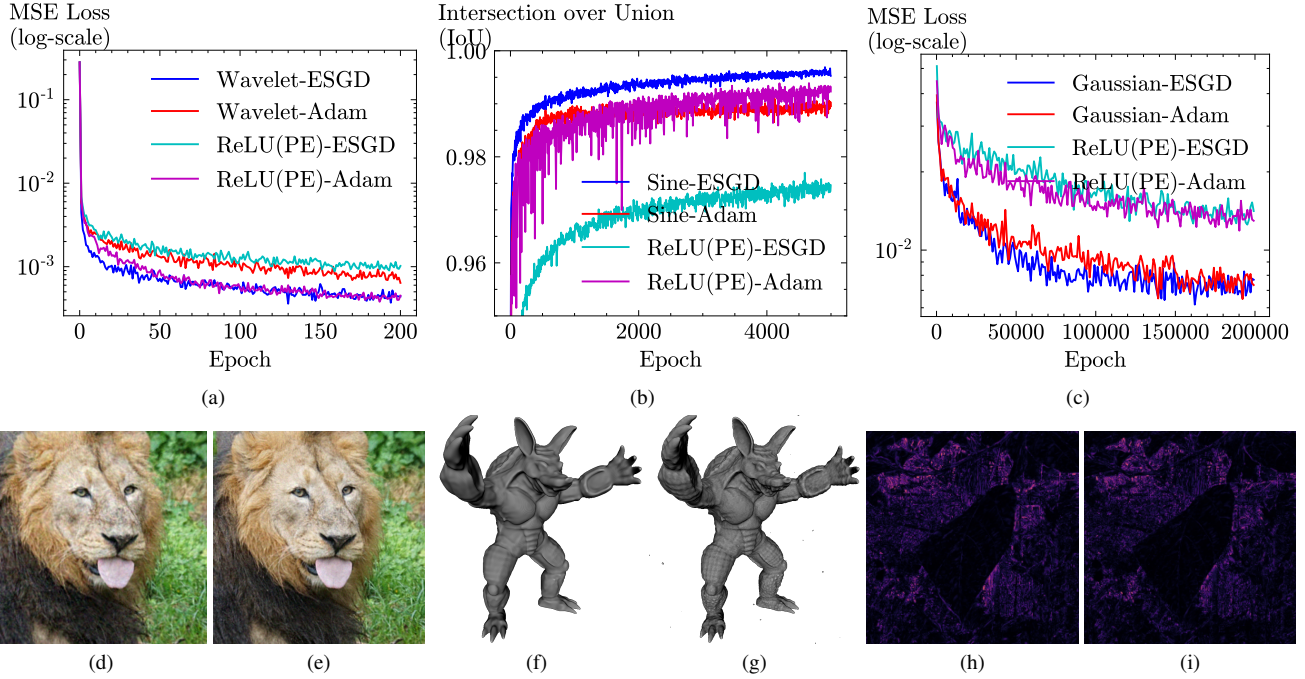 MSE Loss
(log-scale)
10^-1
10^-2
10^-3
Wavelet-ESGD
Wavelet-Adam
ReLU(PE)-ESGD
ReLU(PE)-Adam
0 50 100 150 200
Epoch
(a)
Intersection over Union
(IoU)
1.00
0.98
0.96
Sine-ESGD
Sine-Adam
ReLU(PE)-ESGD
ReLU(PE)-Adam
0 2000 4000
Epoch
(b)
MSE Loss
(log-scale)
10^-2
Gaussian-ESGD
Gaussian-Adam
ReLU(PE)-ESGD
ReLU(PE)-Adam
0 50000 100000 150000 200000
Epoch
(c)
(d) (e) (f) (g) (h) (i)